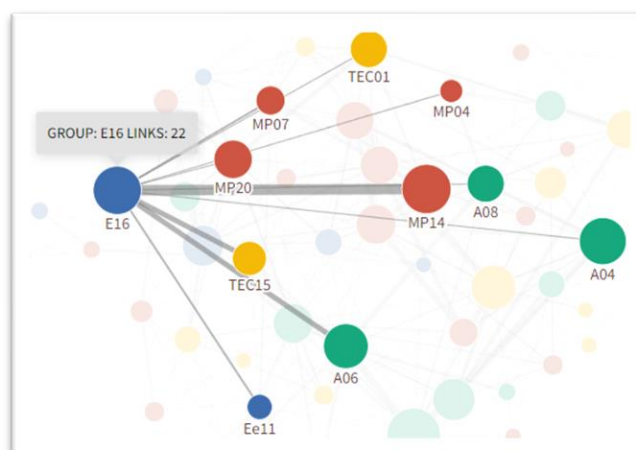 TEC01
MP07
MP04
GROUP: E16 LINKS: 22
MP20
E16
A08
MP14
A04
TEC15
A06
Ee11